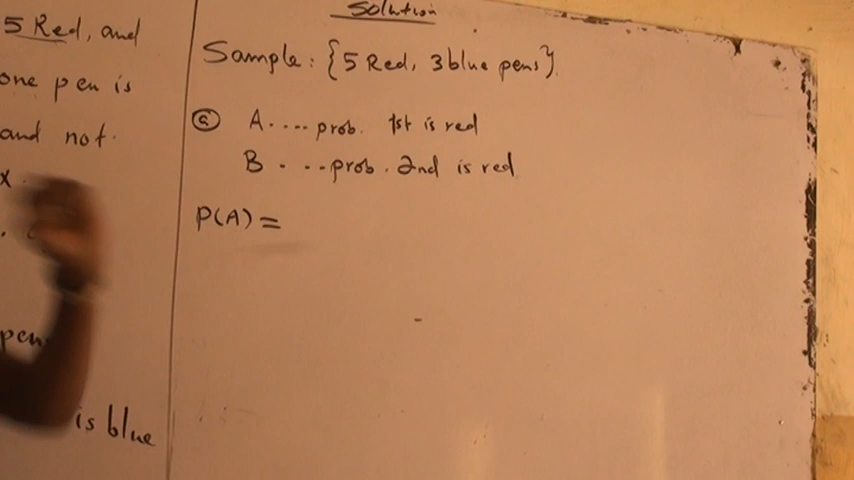 5 Red, and
one pen is
and not.
x
pen
is blue
Solution
Sample: {5 Red, 3 blue pens}.
(a) A.... prob. 1st is red
B....prob. 2nd is red
P(A) =